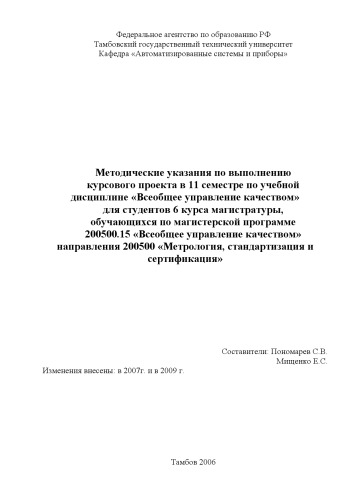 Федеральное агентство по образованию РФ
Тамбовский государственный технический университет
Кафедра «Автоматизированные системы и приборы»
Методические указания по выполнению
курсового проекта в 11 семестре по учебной
дисциплине «Всеобщее управление качеством»
для студентов 6 курса магистратуры,
обучающихся по магистерской программе
200500.15 «Всеобщее управление качеством»
направления 200500 «Метрология, стандартизация и
сертификация»
Составители: Пономарев С.В.
Мищенко Е.С.
Изменения внесены: в 2007г. и в 2009 г.
Тамбов 2006